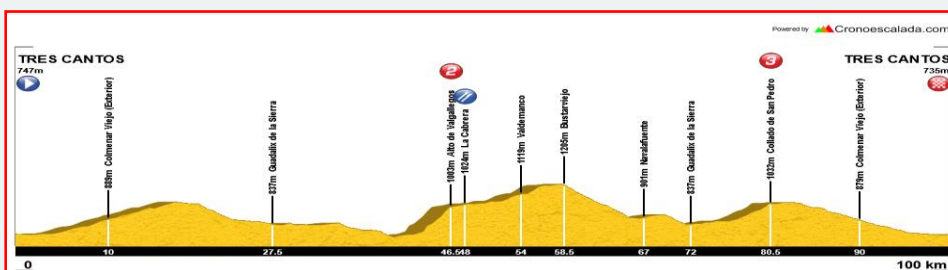 Powered by Cronoescalada.com
TRES CANTOS
747m
TRES CANTOS
735m
2
3
889m Colmenar Viejo (Exterior)
837m Guadalix de la Sierra
1003m Alto de Valgallegos
1024m La Cabrera
1119m Valdemanco
1205m Bustarviejo
901m Navalafuente
837m Guadalix de la Sierra
1032m Collado de San Pedro
879m Colmenar Viejo (Exterior)
10
27.5
46.5
48
54
58.5
67
72
80.5
90
0
100 km